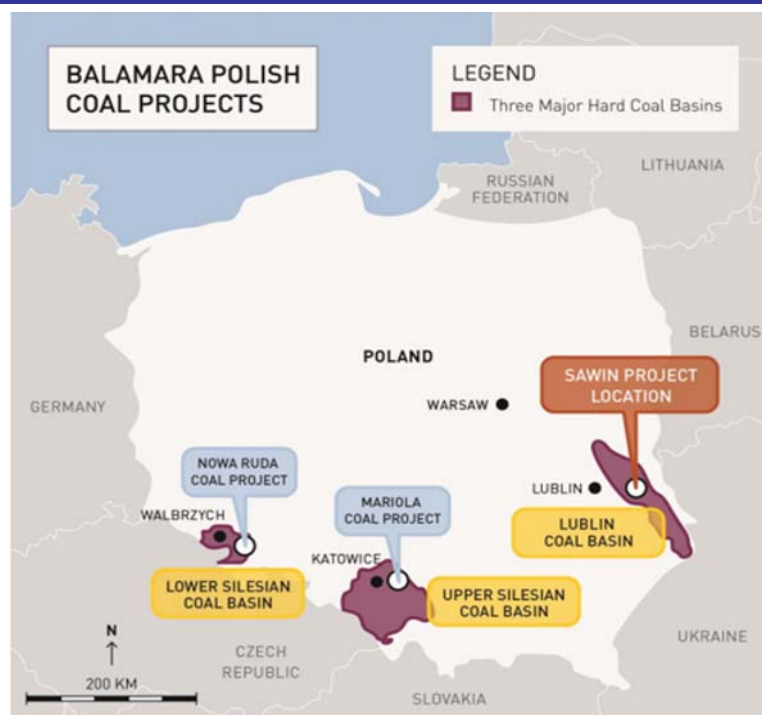 BALAMARA POLISH
COAL PROJECTS
LEGEND
Three Major Hard Coal Basins
LITHUANIA
RUSSIAN
FEDERATION
BELARUS
POLAND
SAWIN PROJECT
LOCATION
GERMANY
WARSAW
NOWA RUDA
COAL PROJECT
MARIOLA
COAL PROJECT
LUBLIN
WALBRZYCH
LUBLIN
COAL BASIN
KATOWICE
LOWER SILESIAN
COAL BASIN
UPPER SILESIAN
COAL BASIN
N
UKRAINE
CZECH
REPUBLIC
200 KM
SLOVAKIA